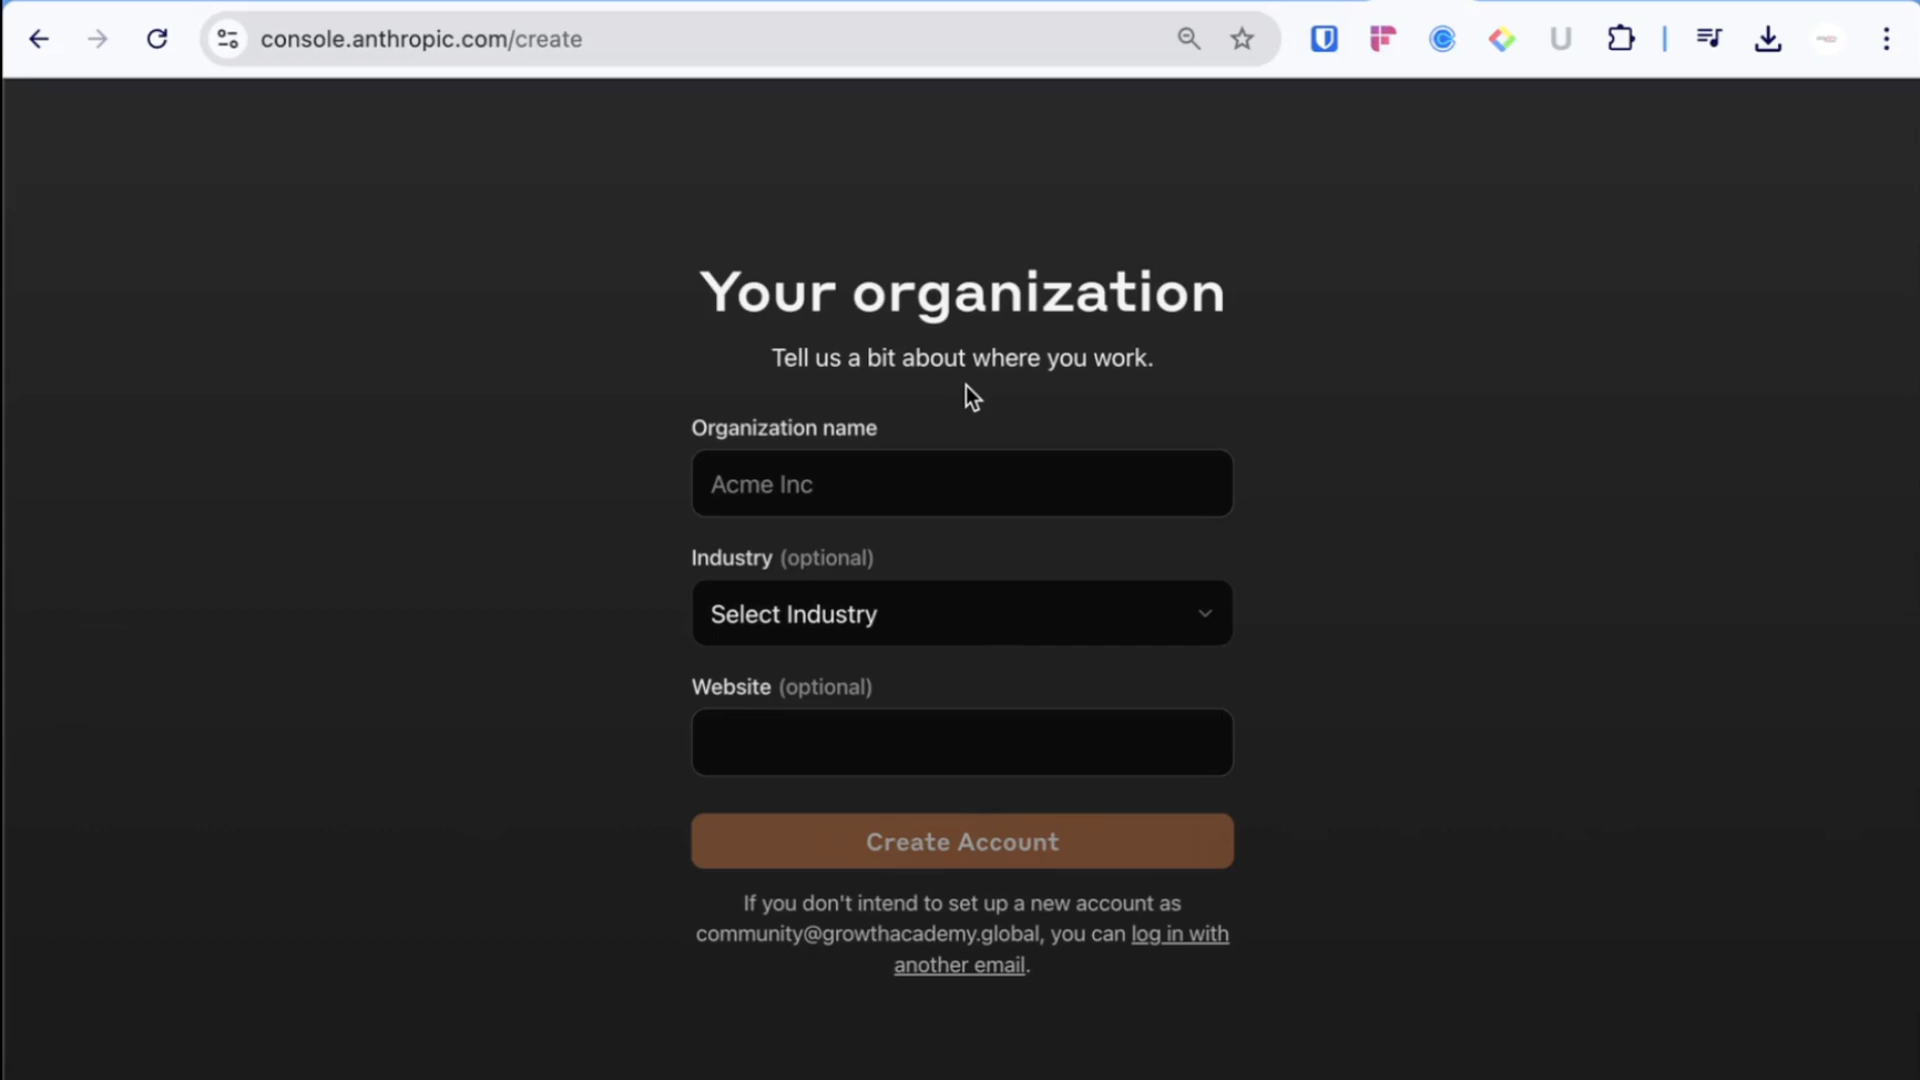 console.anthropic.com/create
Your organization
Tell us a bit about where you work.
Organization name
Acme Inc
Industry (optional)
Select Industry
Website (optional)
Create Account
If you don't intend to set up a new account as
community@growthacademy.global, you can log in with
another email.